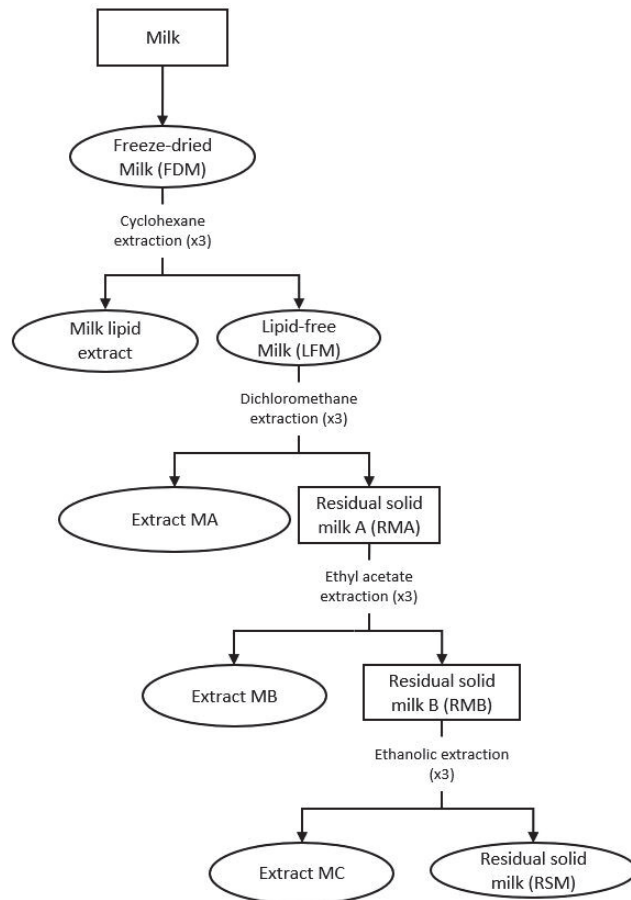 Milk
Freeze-dried
Milk (FDM)
Cyclohexane
extraction (x3)
Milk lipid
extract
Lipid-free
Milk (LFM)
Dichloromethane
extraction (x3)
Extract MA
Residual solid
milk A (RMA)
Ethyl acetate
extraction (x3)
Extract MB
Residual solid
milk B (RMB)
Ethanolic extraction
(x3)
Extract MC
Residual solid
milk (RSM)